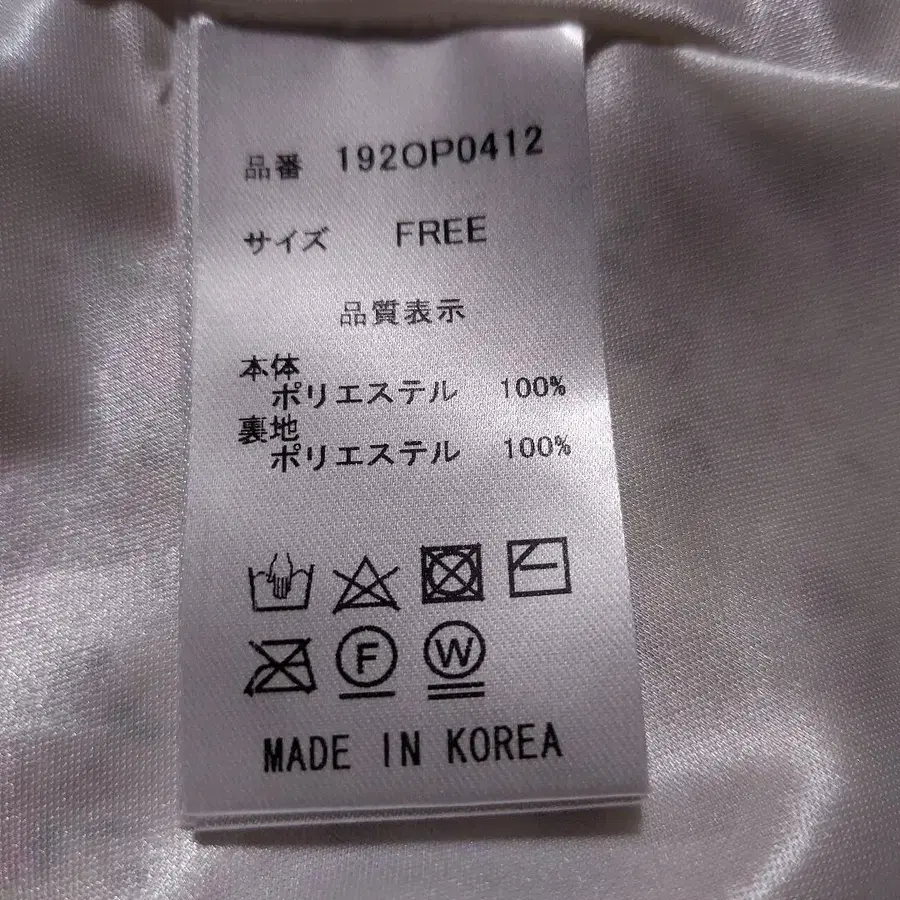 品番 192OP0412
サイズ FREE
品質表示
本体
ポリエステル 100%
裏地
ポリエステル 100%
F W
MADE IN KOREA